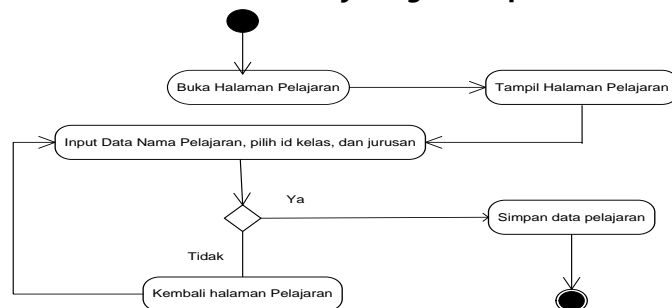 Buka Halaman Pelajaran
Tampil Halaman Pelajaran
Input Data Nama Pelajaran, pilih id kelas, dan jurusan
Ya
Simpan data pelajaran
Tidak
Kembali halaman Pelajaran